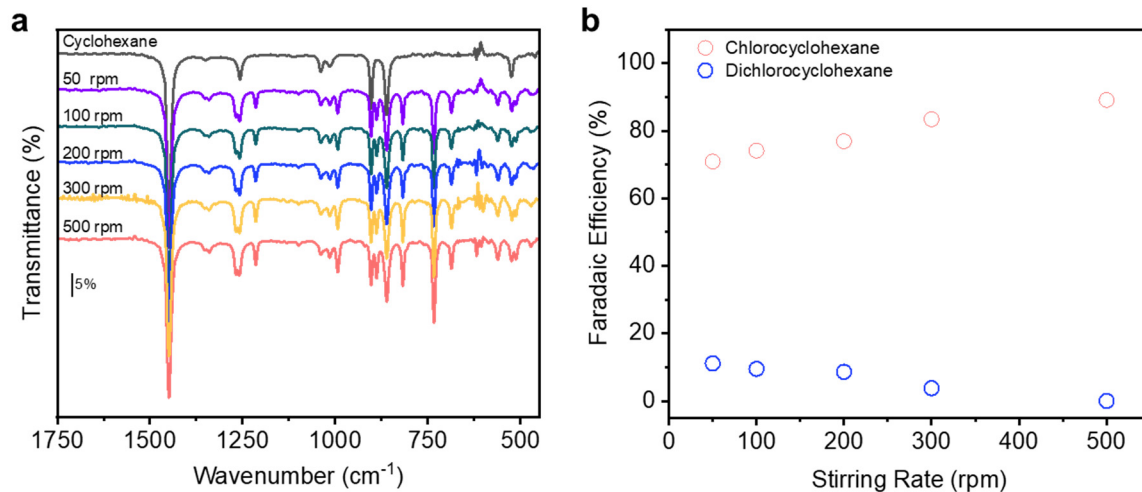 a
Cyclohexane
50 rpm
100 rpm
200 rpm
300 rpm
500 rpm
5%
Transmittance (%)
1750 1500 1250 1000 750 500
Wavenumber (cm⁻¹)
b
Chlorocyclohexane
Dichlorocyclohexane
100
80
60
40
20
0
Faradaic Efficiency (%)
0 100 200 300 400 500
Stirring Rate (rpm)